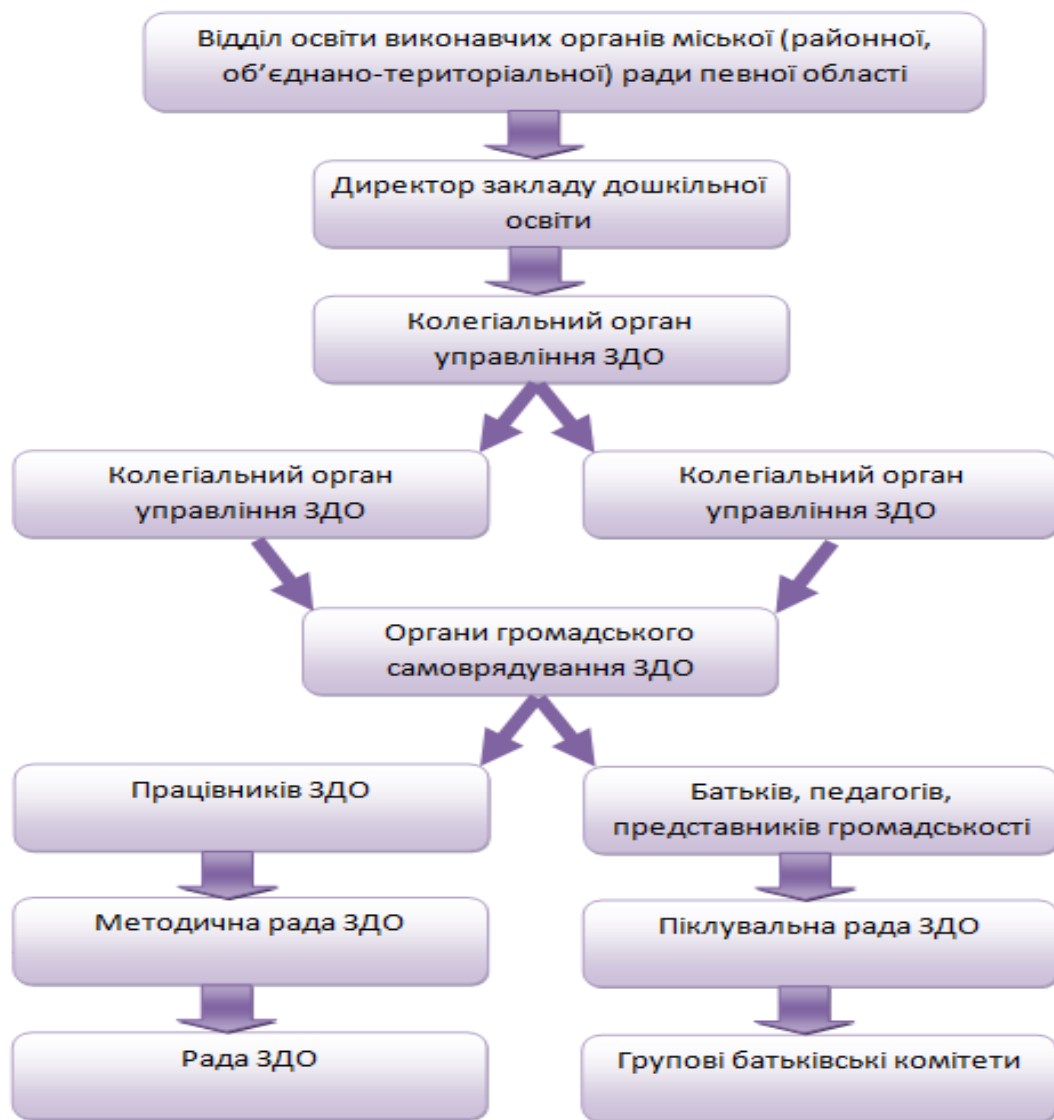 Відділ освіти виконавчих органів міської (районної,
об’єднано-територіальної) ради певної області
Директор закладу дошкільної
освіти
Колегіальний орган
управління ЗДО
Колегіальний орган
управління ЗДО
Колегіальний орган
управління ЗДО
Органи громадського
самоврядування ЗДО
Працівників ЗДО
Батьків, педагогів,
представників громадськості
Методична рада ЗДО
Піклувальна рада ЗДО
Рада ЗДО
Групові батьківські комітети